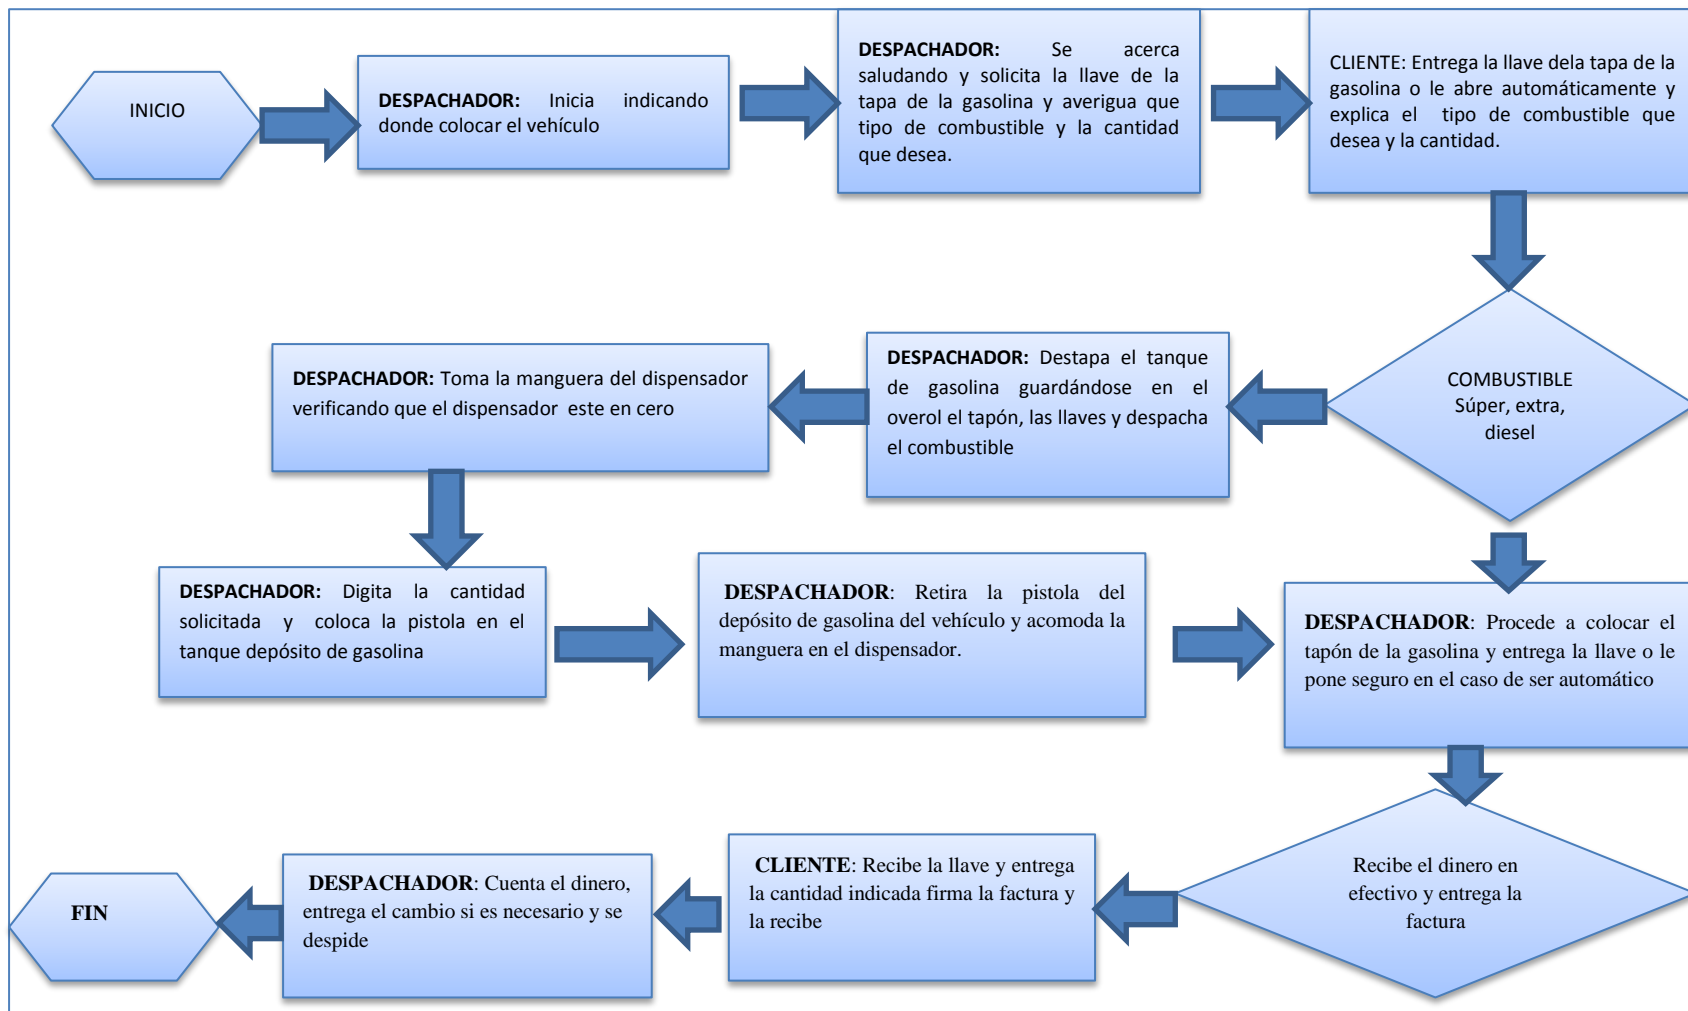 INICIO
DESPACHADOR: Inicia indicando
donde colocar el vehículo
DESPACHADOR: Se acerca
saludando y solicita la llave de la
tapa de la gasolina y averigua que
tipo de combustible y la cantidad
que desea.
CLIENTE: Entrega la llave dela tapa de la
gasolina o le abre automáticamente y
explica el tipo de combustible que
desea y la cantidad.
COMBUSTIBLE
Súper, extra,
diesel
DESPACHADOR: Destapa el tanque
de gasolina guardándose en el
overol el tapón, las llaves y despacha
el combustible
DESPACHADOR: Toma la manguera del dispensador
verificando que el dispensador este en cero
DESPACHADOR: Digita la cantidad
solicitada y coloca la pistola en el
tanque depósito de gasolina
DESPACHADOR: Retira la pistola del
depósito de gasolina del vehículo y acomoda la
manguera en el dispensador.
DESPACHADOR: Procede a colocar el
tapón de la gasolina y entrega la llave o le
pone seguro en el caso de ser automático
Recibe el dinero en
efectivo y entrega la
factura
CLIENTE: Recibe la llave y entrega
la cantidad indicada firma la factura y
la recibe
DESPACHADOR: Cuenta el dinero,
entrega el cambio si es necesario y se
despide
FIN